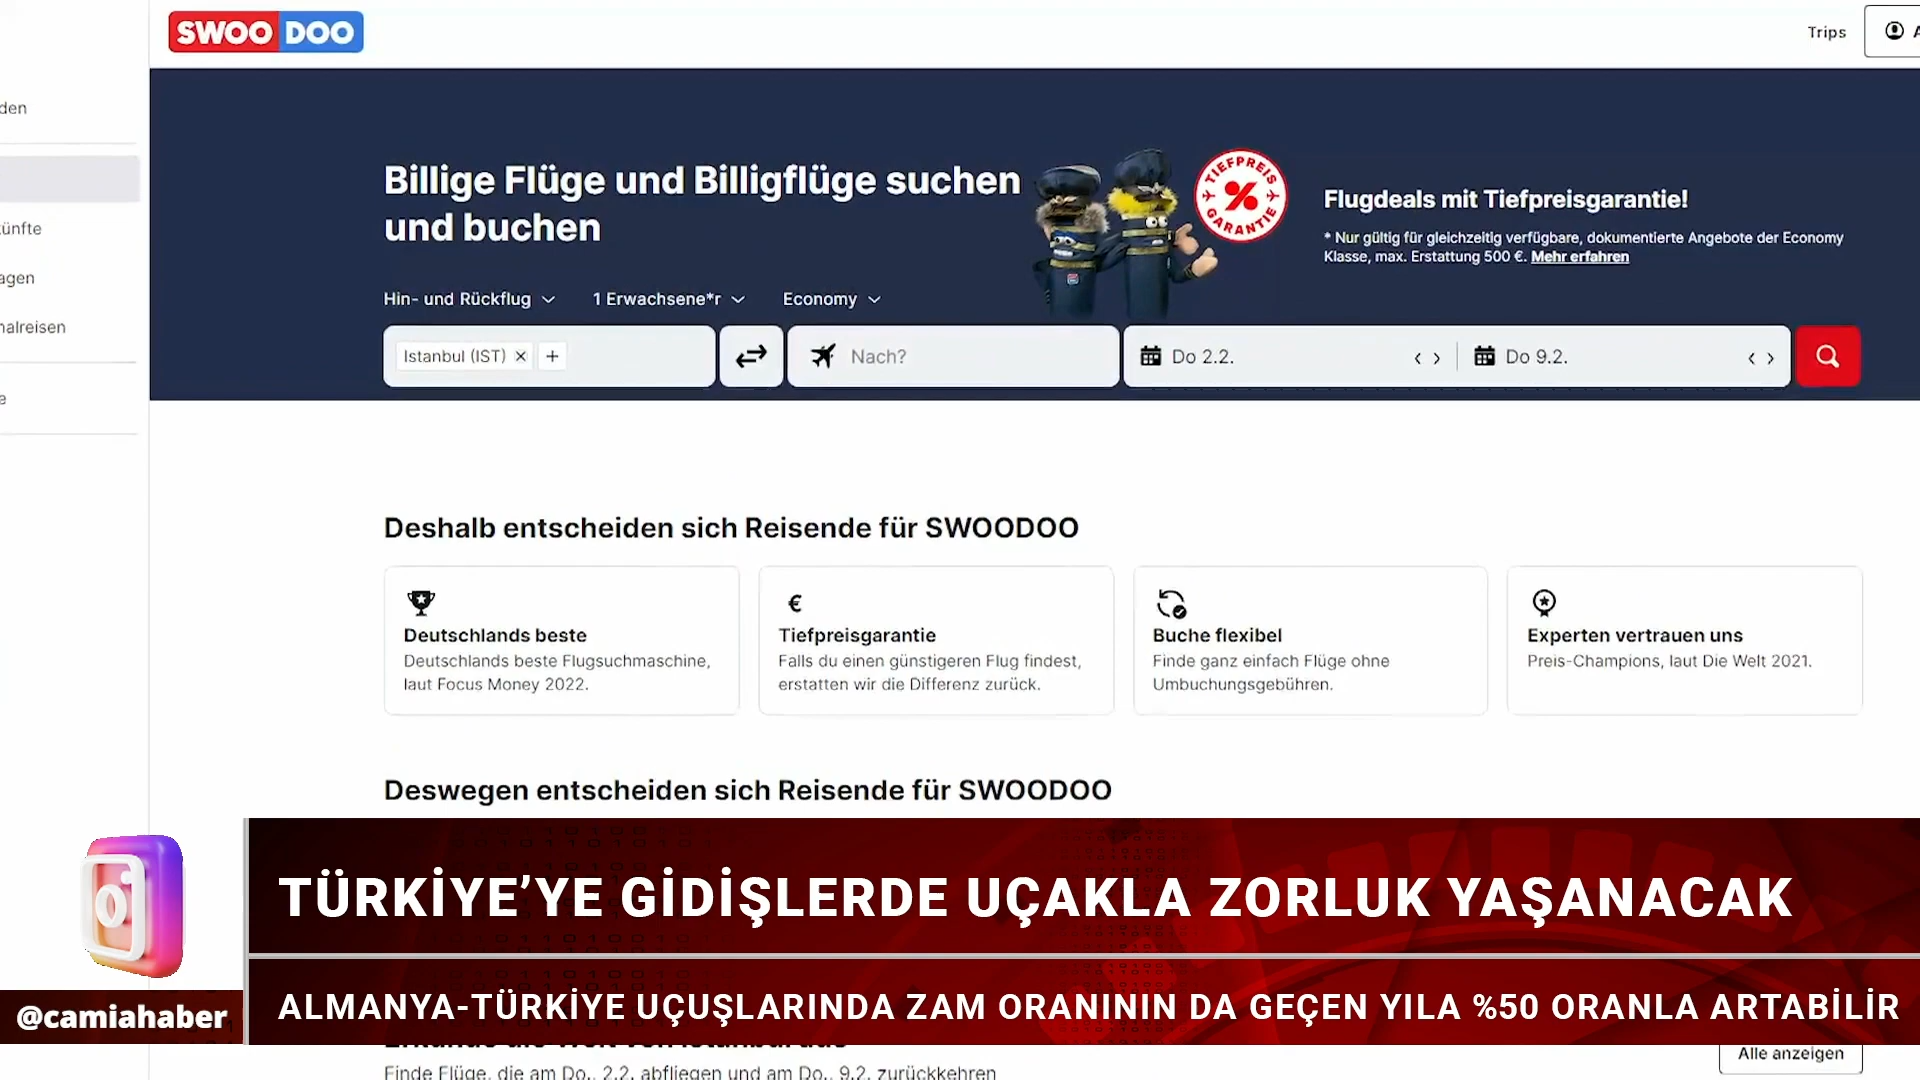 SWOO DOO
Trips
den
ünfte
agen
nalreisen
e
Billige Flüge und Billigflüge suchen
und buchen
TIEFPREIS
%
GARANTIE
Flugdeals mit Tiefpreisgarantie!
* Nur gültig für gleichzeitig verfügbare, dokumentierte Angebote der Economy
Klasse, max. Erstattung 500 €. Mehr erfahren
Hin- und Rückflug
1 Erwachsene*r
Economy
Istanbul (IST) × +
Nach?
Do 2.2.
Do 9.2.
Deshalb entscheiden sich Reisende für SWOODOO
Deutschlands beste
Deutschlands beste Flugsuchmaschine,
laut Focus Money 2022.
€
Tiefpreisgarantie
Falls du einen günstigeren Flug findest,
erstatten wir die Differenz zurück.
Buche flexibel
Finde ganz einfach Flüge ohne
Umbuchungsgebühren.
Experten vertrauen uns
Preis-Champions, laut Die Welt 2021.
Deswegen entscheiden sich Reisende für SWOODOO
TÜRKİYE’YE GİDİŞLERDE UÇAKLA ZORLUK YAŞANACAK
@camiahaber
ALMANYA-TÜRKİYE UÇUŞLARINDA ZAM ORANININ DA GEÇEN YILA %50 ORANLA ARTABİLİR
Alle anzeigen
Finde Flüge, die am Do., 2.2. abfliegen und am Do., 9.2. zurückkehren